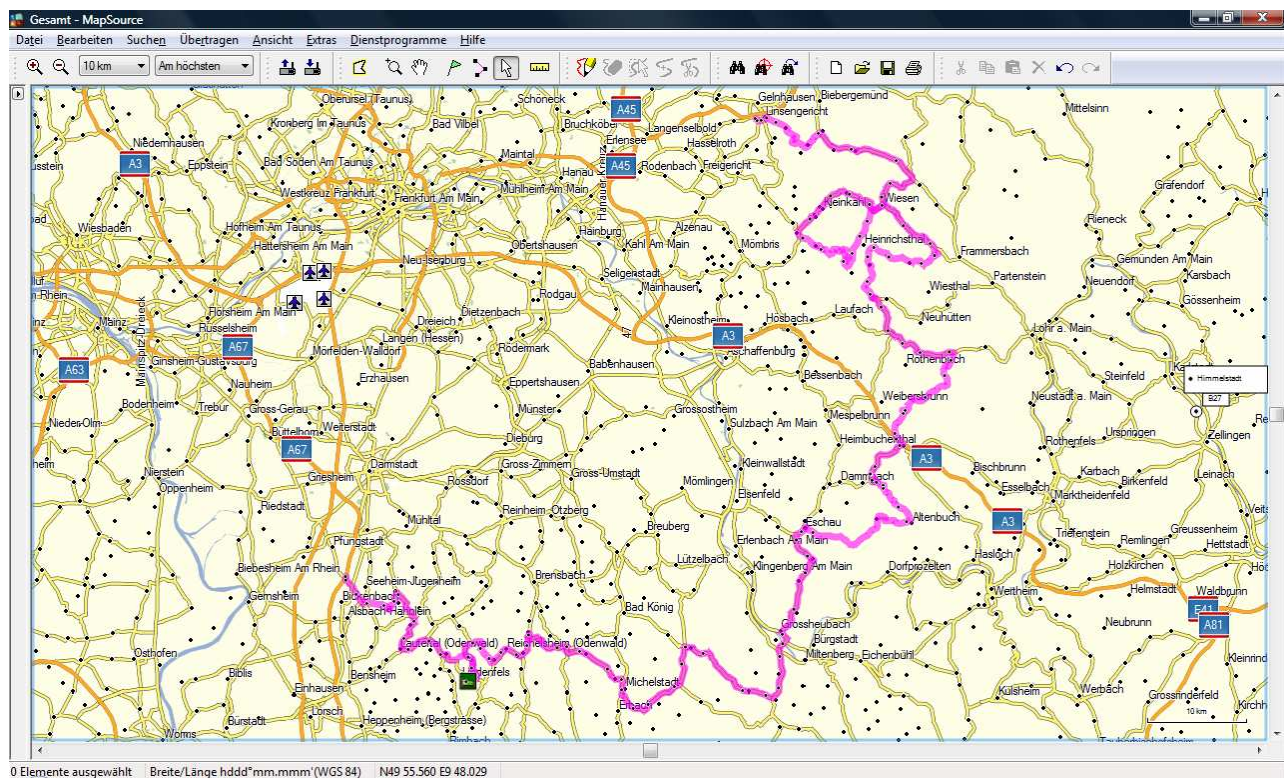 Gesamt - MapSource
Datei Bearbeiten Suchen Übertragen Ansicht Extras Dienstprogramme Hilfe
10 km Am höchsten
Oberursel (Taunus) Schöneck A45 Gelnhausen Biebergemünd
Kronberg Im Taunus Bad Vilbel Bruchköbel Langenselbold Linsengericht Mittelsinn
Niedernhausen Erlensee Hasselroth
A3 Eppstein Bad Soden Am Taunus Maintal Hanau A45 Rodenbach Freigericht
Westkreuz Frankfurt Frankfurt Am Main Mühlheim Am Main Hanauer Kreuz Kleinkahl Wiesen Grafendorf
Wiesbaden Hofheim Am Taunus Hainburg Alzenau Rieneck
Hattersheim Am Main Obertshausen Kahl Am Main Mömbris Heinrichsthal Frammersbach
Neu-Isenburg Seligenstadt Gemünden Am Main
Rodgau Mainhausen Partenstein Neuendorf Karsbach
Flörsheim Am Main Dietzenbach Wiesthal Gössenheim
Mainz Mainspitz-Dreieck Rüsselsheim Dreieich Kleinostheim Hösbach Laufach Neuhütten
A67 Langen (Hessen) 47 A3 Lohr a. Main
Ginsheim-Gustavsburg Mörfelden-Walldorf Rödermark Aschaffenburg Rothenbuch
A63 Nauheim Erzhausen Babenhausen Bessenbach Steinfeld Karlstadt
Himmelstadt
B27
Bodenheim Trebur Gross-Gerau Eppertshausen Weibersbrunn Neustadt a. Main
Nieder-Olm Büttelborn Weiterstadt Münster Grossostheim Mespelbrunn
Sulzbach Am Main Urspringen Zellingen
A67 Dieburg Heimbuchenthal Rothenfels
Nierstein Griesheim Darmstadt Gross-Zimmern Gross-Umstadt Kleinwallstadt A3 Bischbrunn Karbach Leinach
Oppenheim Rossdorf Mömlingen Dammbach Esselbach Birkenfeld
Riedstadt Elsenfeld Marktheidenfeld
Mühltal Reinheim Otzberg Breuberg Eschau Altenbuch A3 Triefenstein Greussenheim
Pfungstadt Erlenbach Am Main Remlingen Hettstadt
Biebesheim Am Rhein Lützelbach Klingenberg Am Main Dorfprozelten Hasloch Holzkirchen
Seeheim-Jugenheim Brensbach Helmstadt Waldbrunn
Gernsheim Bickenbach Wertheim E41
Alsbach-Hähnlein Bad König A81
Grossheubach Neubrunn
Osthofen Lautertal (Odenwald) Reichelsheim (Odenwald) Bürgstadt
Miltenberg Eichenbühl
Biblis Bensheim Lindenfels Michelstadt Külsheim Werbach Grossrinderfeld
Einhausen Erbach
Bürstadt Lorsch Heppenheim (Bergstrasse)
10 km
Worms Rimbach Tauberbischofsheim
0 Elemente ausgewählt Breite/Länge hddd°mm.mmm'(WGS 84) N49 55.560 E9 48.029